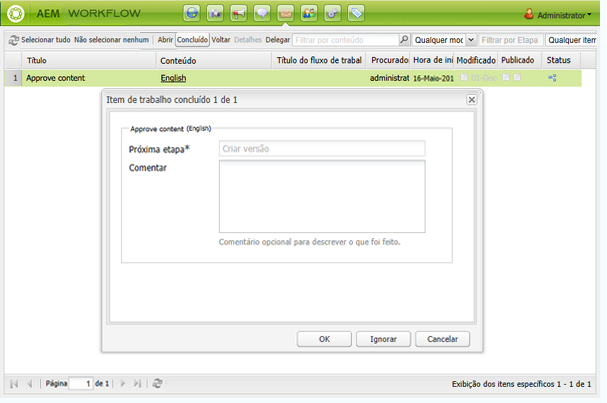 AEM WORKFLOW Administrator
Selecionar tudo Não selecionar nenhum Abrir Concluído Voltar Detalhes Delegar Filtrar por conteúdo Qualquer moc Filtrar por Etapa Qualquer item
Título Conteúdo Título do fluxo de trabal Procurado Hora de iní Modificado Publicado Status
1 Approve content English administrat 16-Maio-201
Item de trabalho concluído 1 de 1
Approve content (English)
Próxima etapa* Criar versão
Comentar
Comentário opcional para descrever o que foi feito.
OK Ignorar Cancelar
Página 1 de 1 Exibição dos itens específicos 1 - 1 de 1